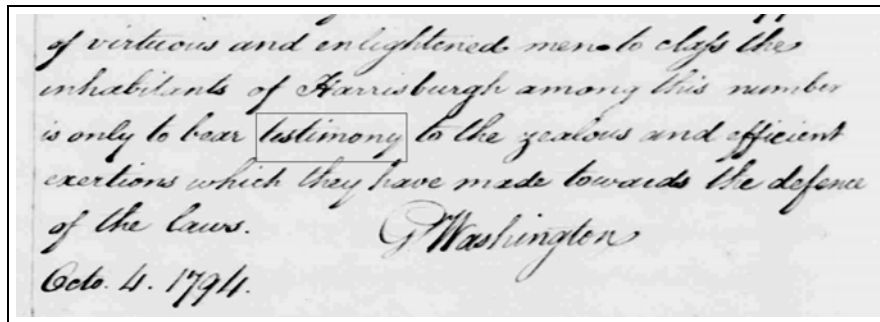 of virtuous and enlightened men. to claſs the
inhabitants of Harrisburgh among this number
is only to bear testimony to the zealous and efficient
exertions which they have made towards the defence
of the laws.
G Washington
Octo. 4. 1794.